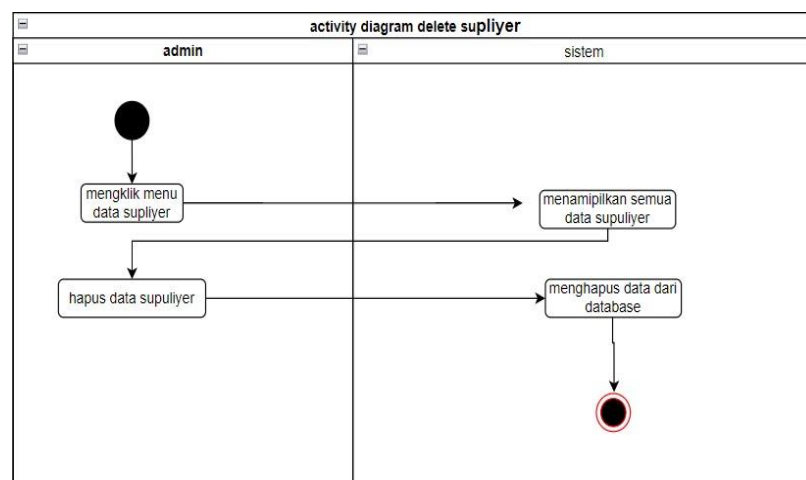 activity diagram delete supliyer
admin
sistem
mengklik menu
data supliyer
menamipilkan semua
data supuliyer
hapus data supuliyer
menghapus data dari
database